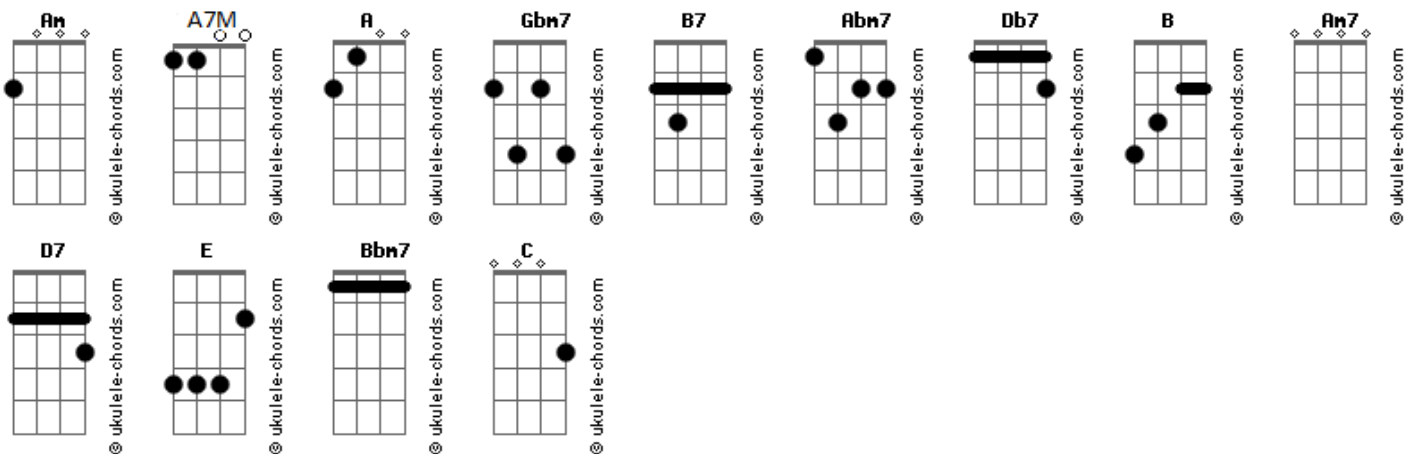 Am A7M A Gbm7 B7 Abm7 Db7 B Am7
© ukulele-chords.com © ukulele-chords.com © ukulele-chords.com © ukulele-chords.com © ukulele-chords.com © ukulele-chords.com © ukulele-chords.com © ukulele-chords.com © ukulele-chords.com
D7 E Bbm7 C
© ukulele-chords.com © ukulele-chords.com © ukulele-chords.com © ukulele-chords.com